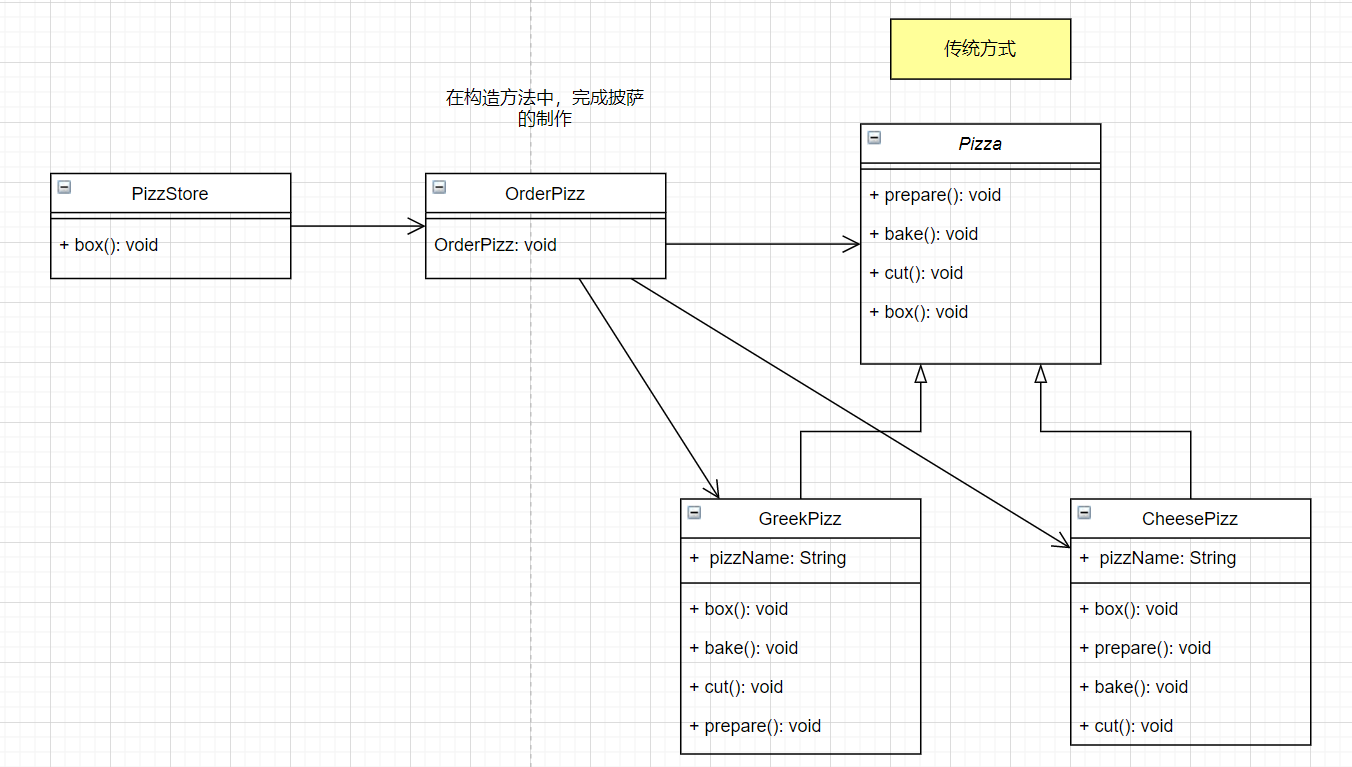 传统方式
在构造方法中，完成披萨
的制作
Pizza
+ prepare(): void
+ bake(): void
+ cut(): void
+ box(): void
PizzStore
+ box(): void
OrderPizz
OrderPizz: void
GreekPizz
+ pizzName: String
+ box(): void
+ bake(): void
+ cut(): void
+ prepare(): void
CheesePizz
+ pizzName: String
+ box(): void
+ prepare(): void
+ bake(): void
+ cut(): void